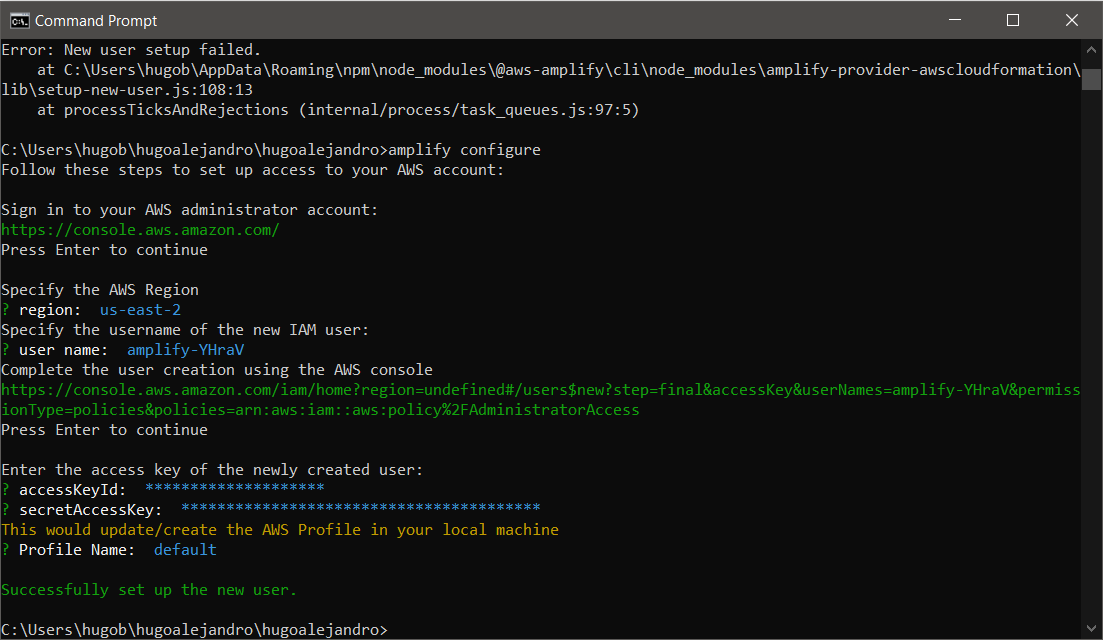 Command Prompt
Error: New user setup failed.
    at C:\Users\hugob\AppData\Roaming\npm\node_modules\@aws-amplify\cli\node_modules\amplify-provider-awscloudformation\
lib\setup-new-user.js:108:13
    at processTicksAndRejections (internal/process/task_queues.js:97:5)
C:\Users\hugob\hugoalejandro\hugoalejandro>amplify configure
Follow these steps to set up access to your AWS account:
Sign in to your AWS administrator account:
https://console.aws.amazon.com/
Press Enter to continue
Specify the AWS Region
? region:  us-east-2
Specify the username of the new IAM user:
? user name:  amplify-YHraV
Complete the user creation using the AWS console
https://console.aws.amazon.com/iam/home?region=undefined#/users$new?step=final&accessKey&userNames=amplify-YHraV&permiss
ionType=policies&policies=arn:aws:iam::aws:policy%2FAdministratorAccess
Press Enter to continue
Enter the access key of the newly created user:
? accessKeyId:  ********************
? secretAccessKey:  ****************************************
This would update/create the AWS Profile in your local machine
? Profile Name:  default
Successfully set up the new user.
C:\Users\hugob\hugoalejandro\hugoalejandro>